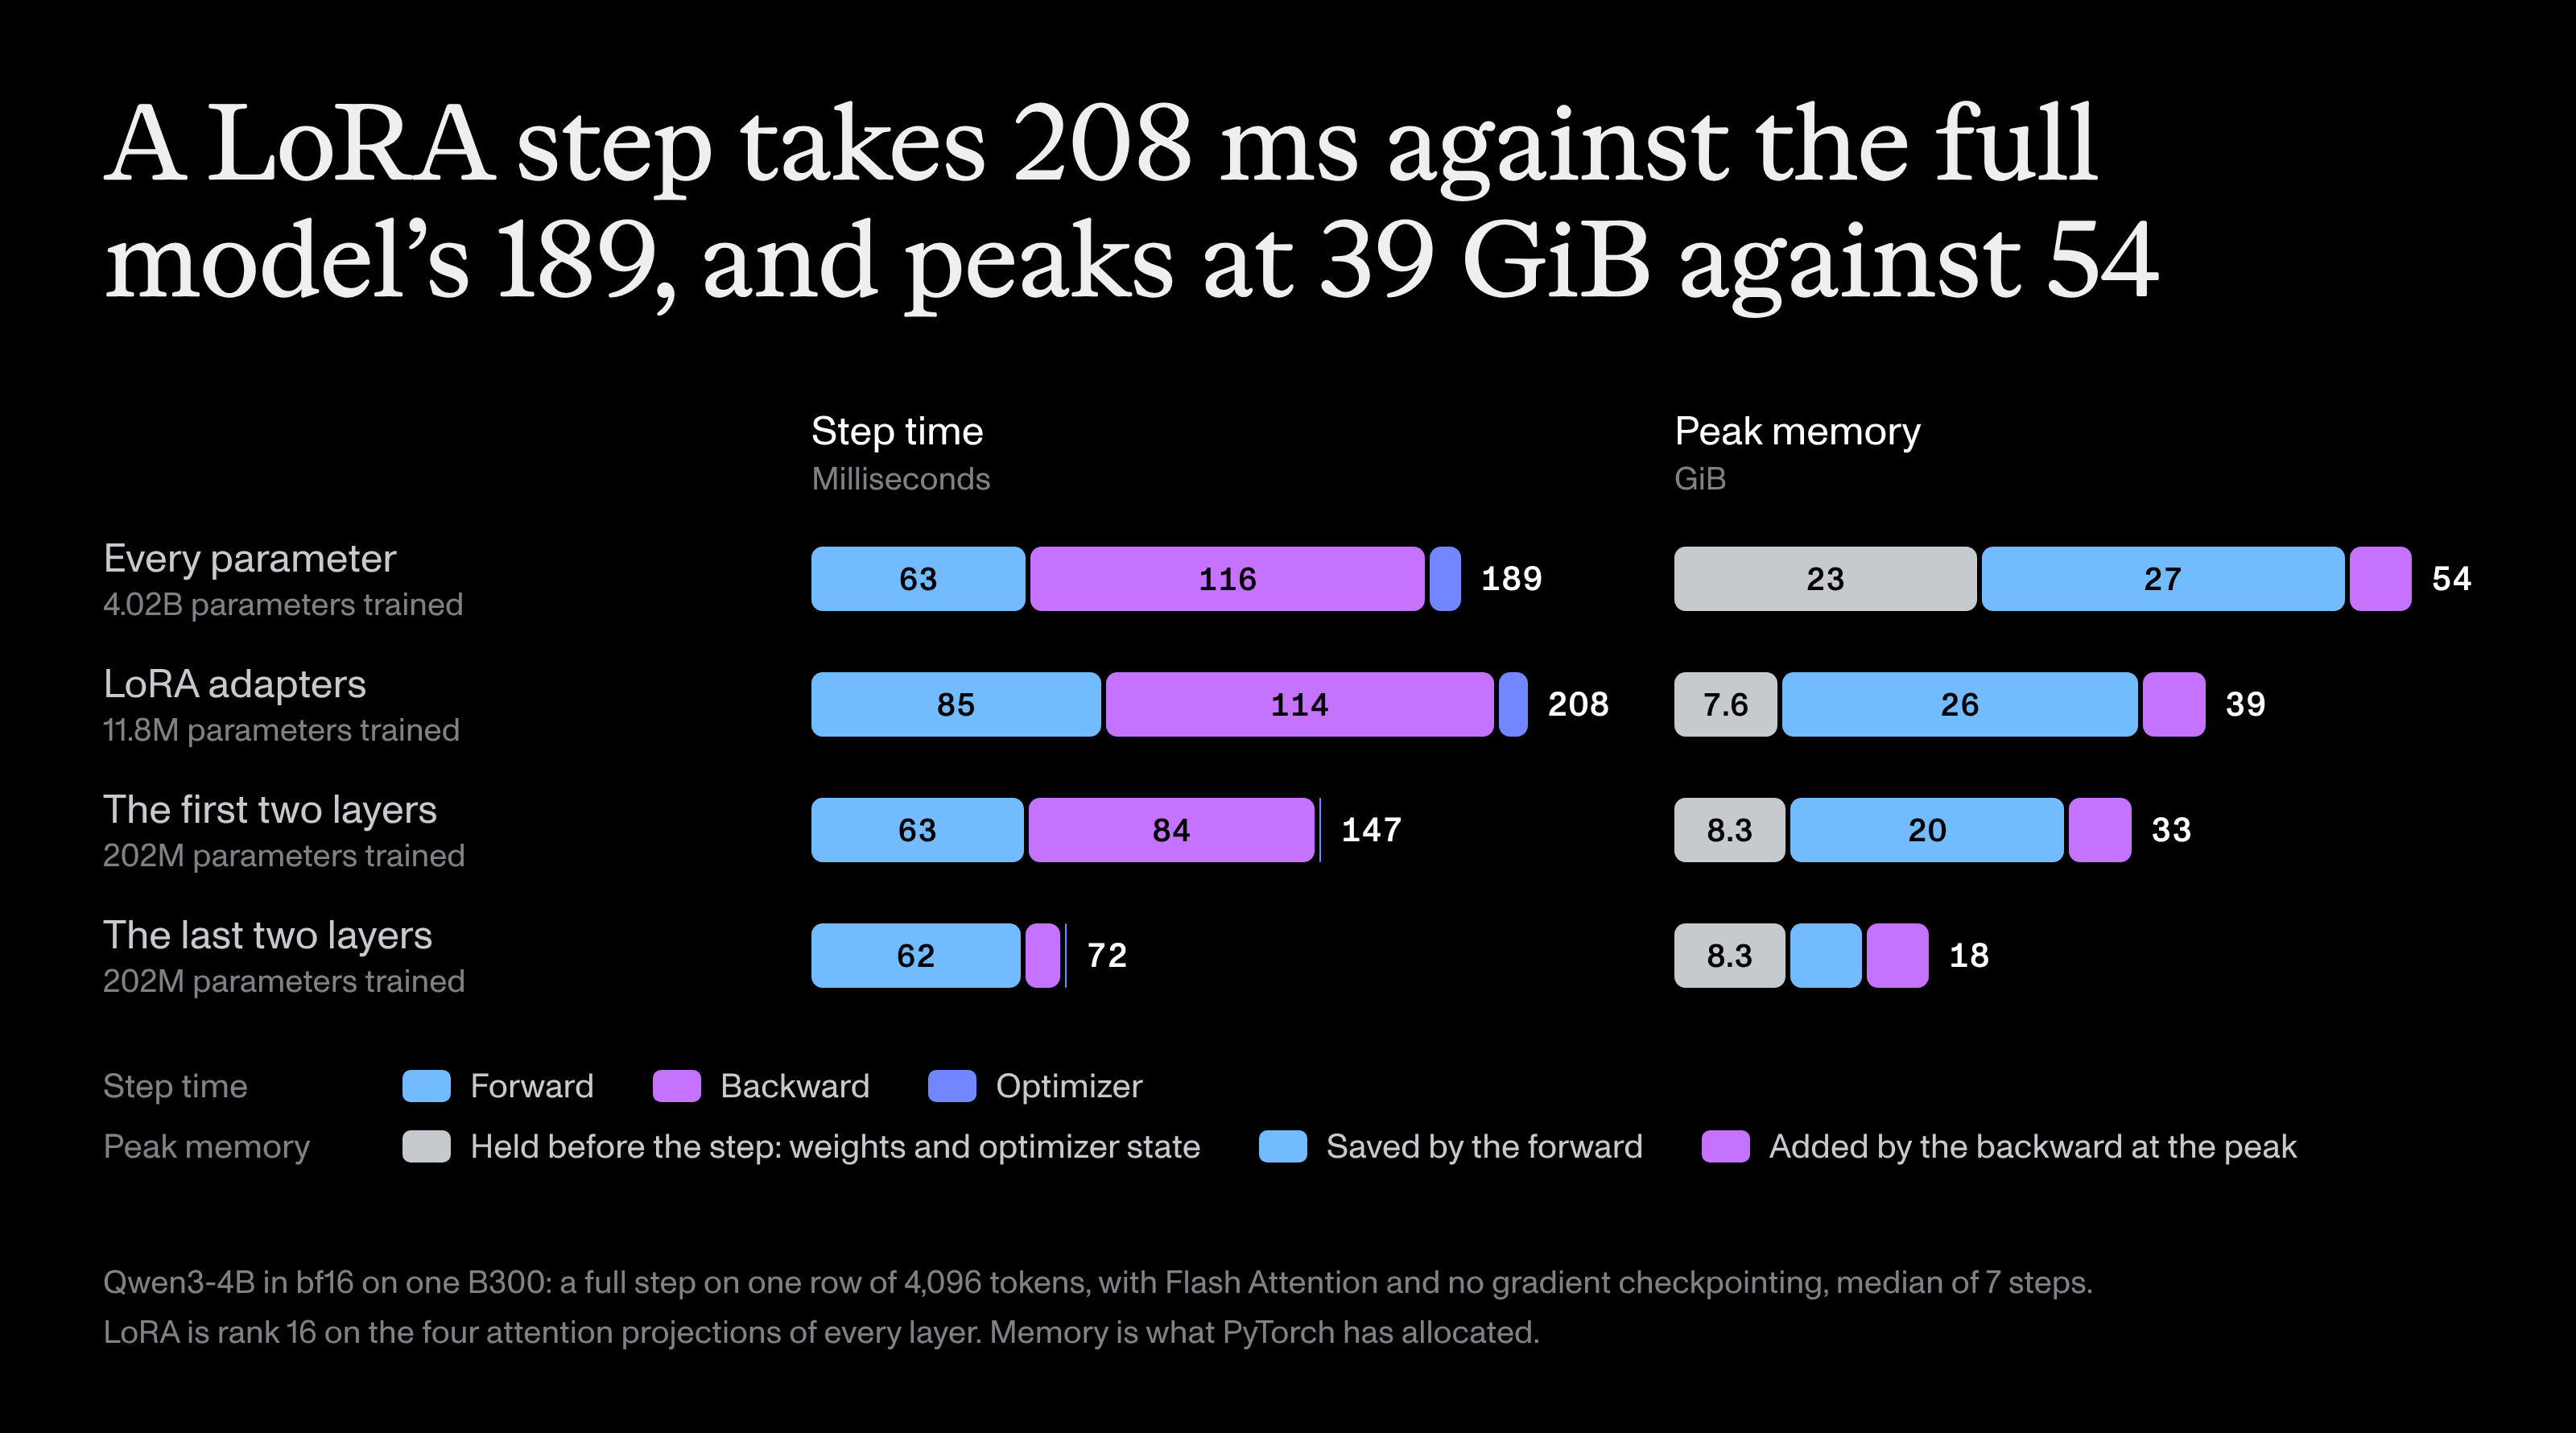 A LoRA step takes 208 ms against the full
model’s 189, and peaks at 39 GiB against 54
Step time
Milliseconds
Peak memory
GiB
Every parameter
4.02B parameters trained
63 116 189
23 27 54
LoRA adapters
11.8M parameters trained
85 114 208
7.6 26 39
The first two layers
202M parameters trained
63 84 147
8.3 20 33
The last two layers
202M parameters trained
62 72
8.3 18
Step time Forward Backward Optimizer
Peak memory Held before the step: weights and optimizer state Saved by the forward Added by the backward at the peak
Qwen3-4B in bf16 on one B300: a full step on one row of 4,096 tokens, with Flash Attention and no gradient checkpointing, median of 7 steps.
LoRA is rank 16 on the four attention projections of every layer. Memory is what PyTorch has allocated.